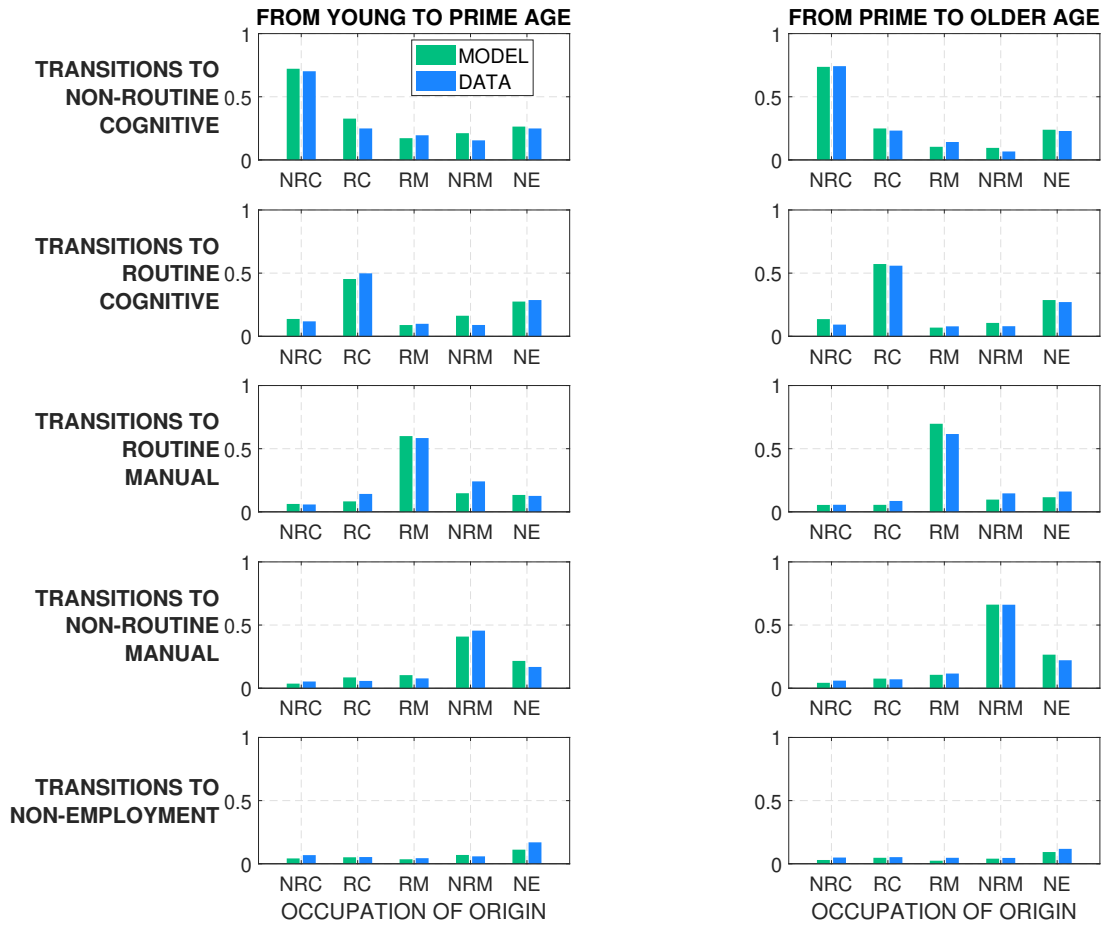 FROM YOUNG TO PRIME AGE
FROM PRIME TO OLDER AGE
MODEL
DATA
TRANSITIONS TO
NON-ROUTINE
COGNITIVE
1
0.5
0
NRC RC RM NRM NE
1
0.5
0
NRC RC RM NRM NE
TRANSITIONS TO
ROUTINE
COGNITIVE
1
0.5
0
NRC RC RM NRM NE
1
0.5
0
NRC RC RM NRM NE
TRANSITIONS TO
ROUTINE
MANUAL
1
0.5
0
NRC RC RM NRM NE
1
0.5
0
NRC RC RM NRM NE
TRANSITIONS TO
NON-ROUTINE
MANUAL
1
0.5
0
NRC RC RM NRM NE
1
0.5
0
NRC RC RM NRM NE
TRANSITIONS TO
NON-EMPLOYMENT
1
0.5
0
NRC RC RM NRM NE
OCCUPATION OF ORIGIN
1
0.5
0
NRC RC RM NRM NE
OCCUPATION OF ORIGIN